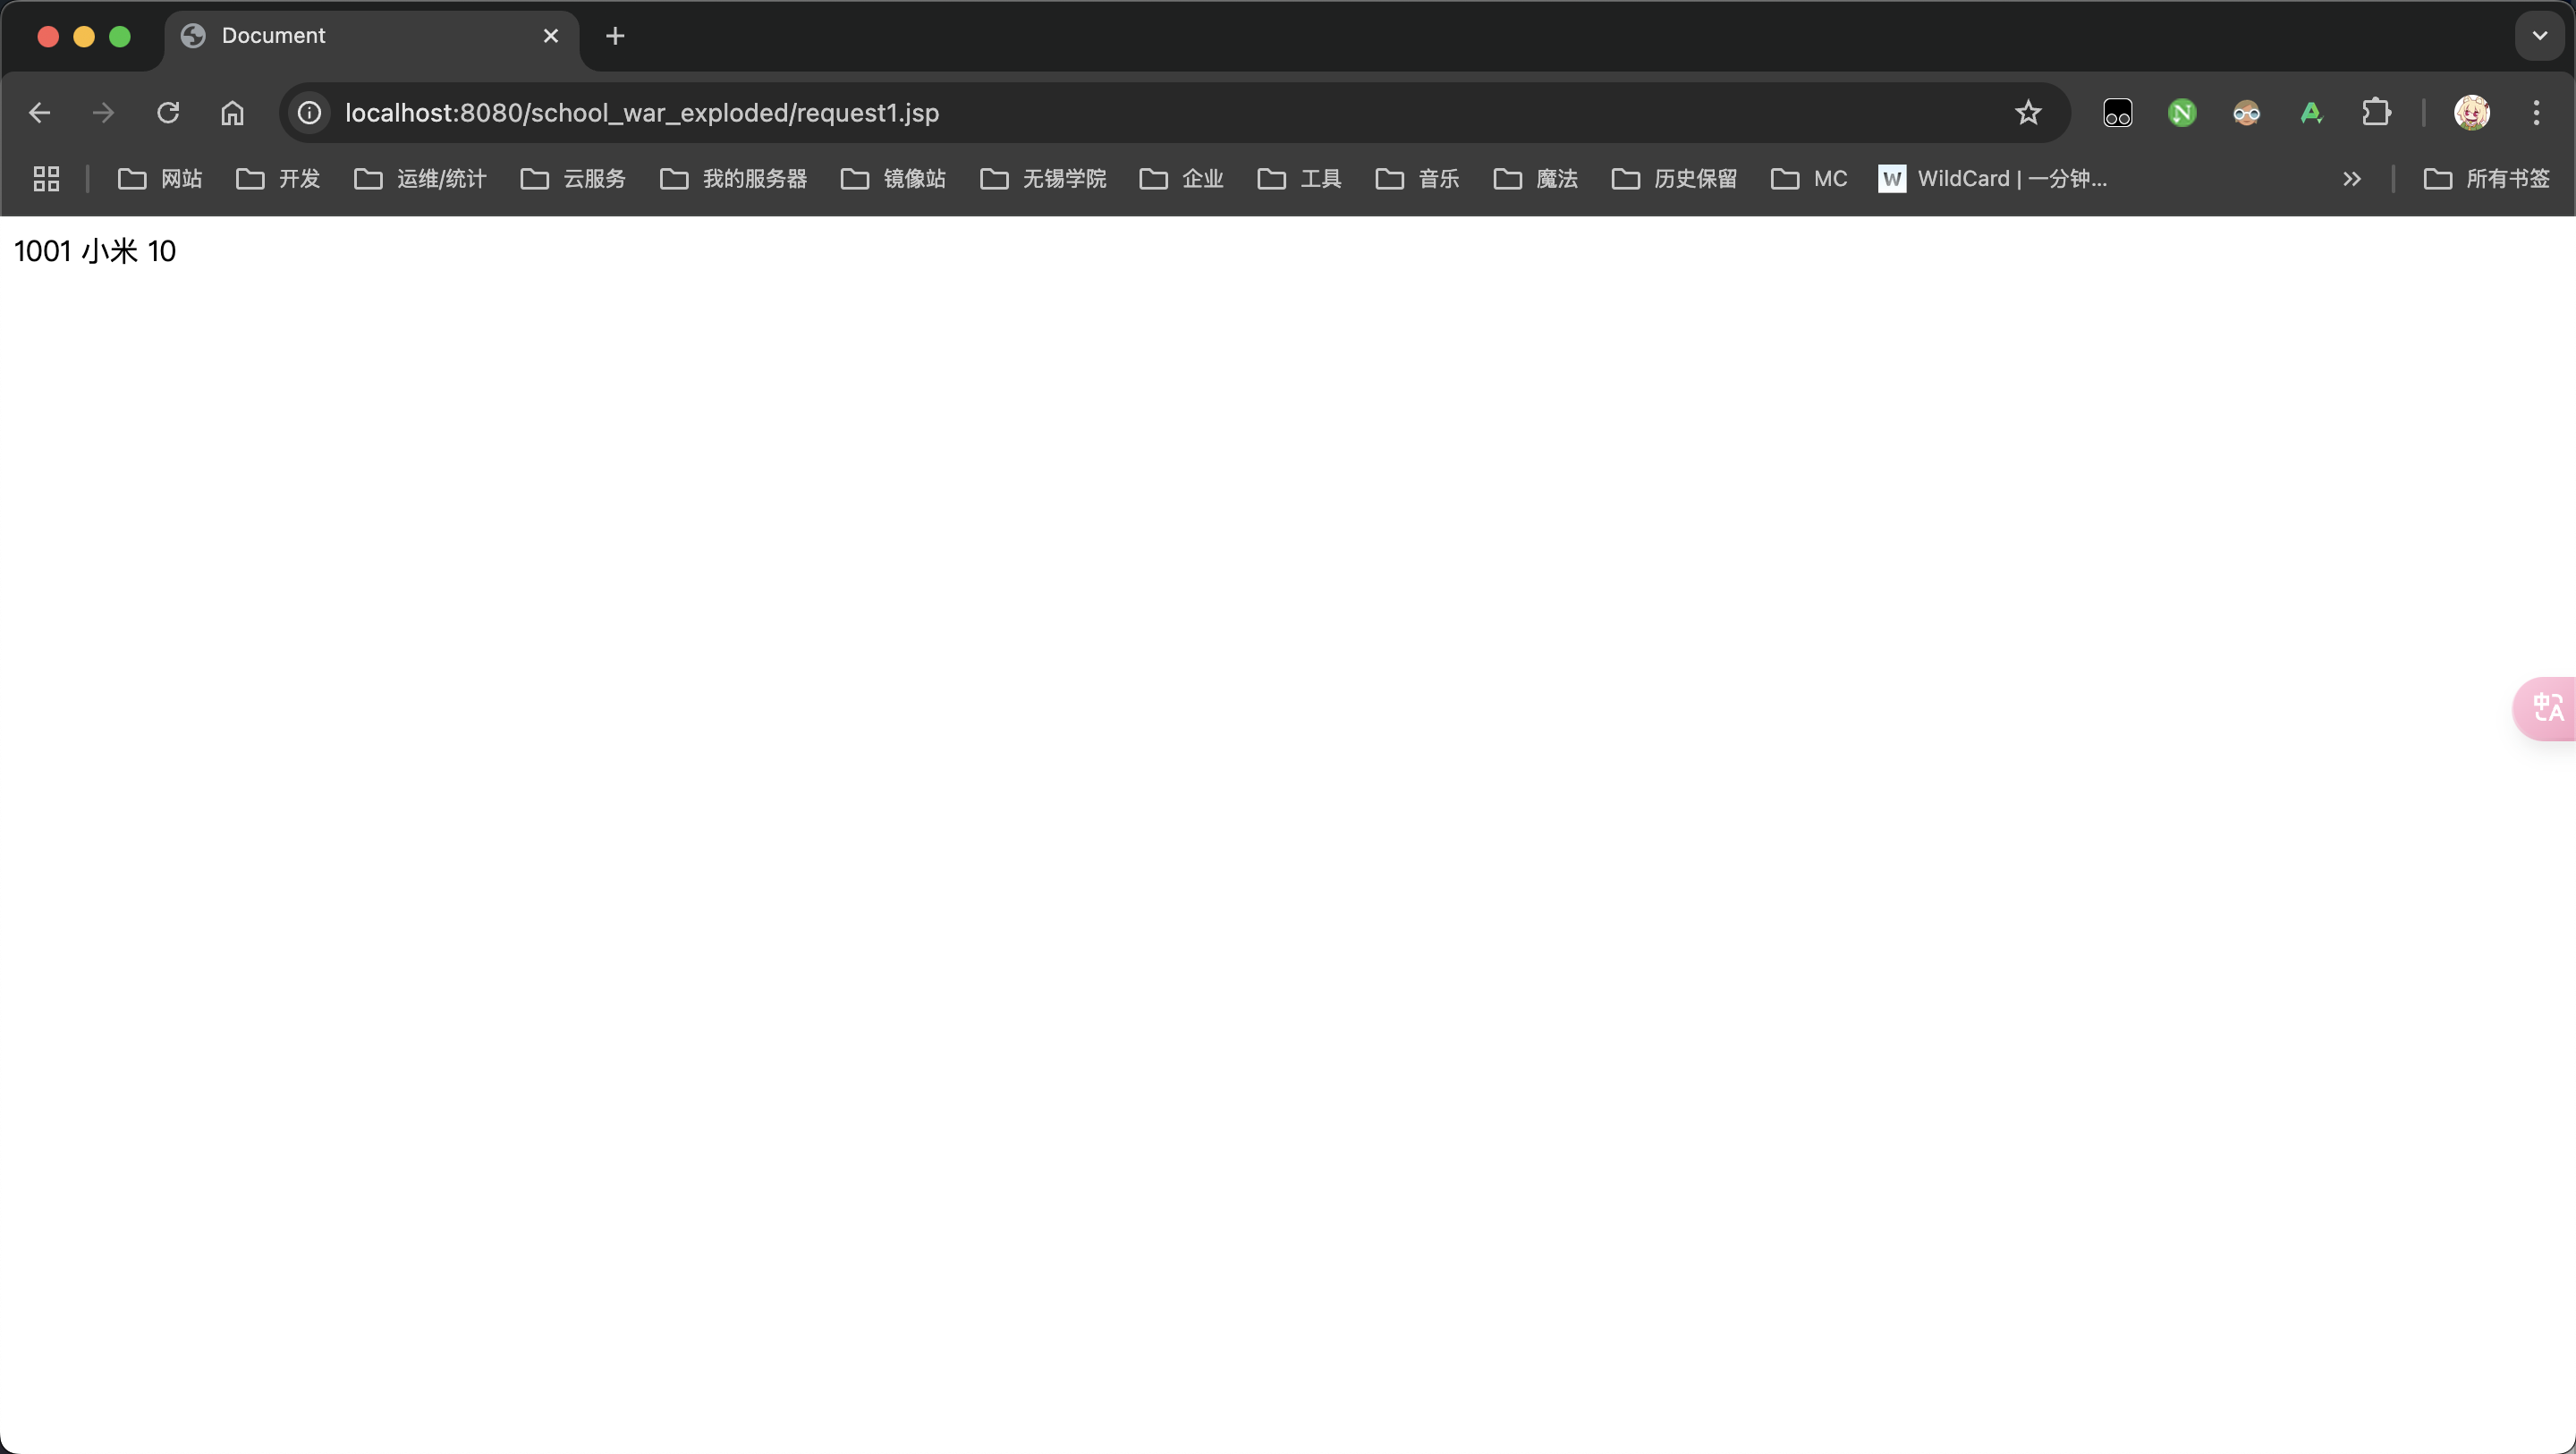 Document
localhost:8080/school_war_exploded/request1.jsp
网站 开发 运维/统计 云服务 我的服务器 镜像站 无锡学院 企业 工具 音乐 魔法 历史保留 MC W WildCard | 一分钟... 所有书签
1001 小米 10